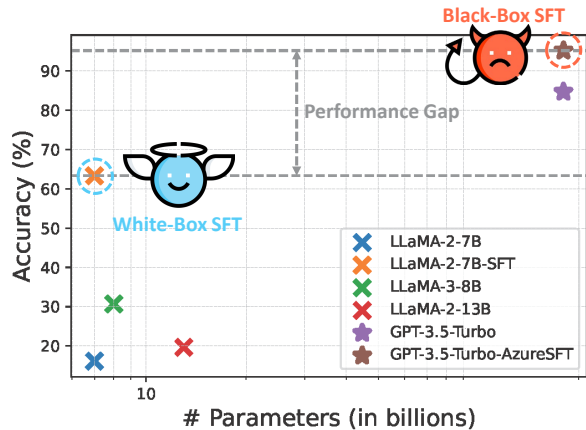 Black-Box SFT
Accuracy (%)
90
80
70
60
50
40
30
20
Performance Gap
White-Box SFT
LLaMA-2-7B
LLaMA-2-7B-SFT
LLaMA-3-8B
LLaMA-2-13B
GPT-3.5-Turbo
GPT-3.5-Turbo-AzureSFT
10
# Parameters (in billions)